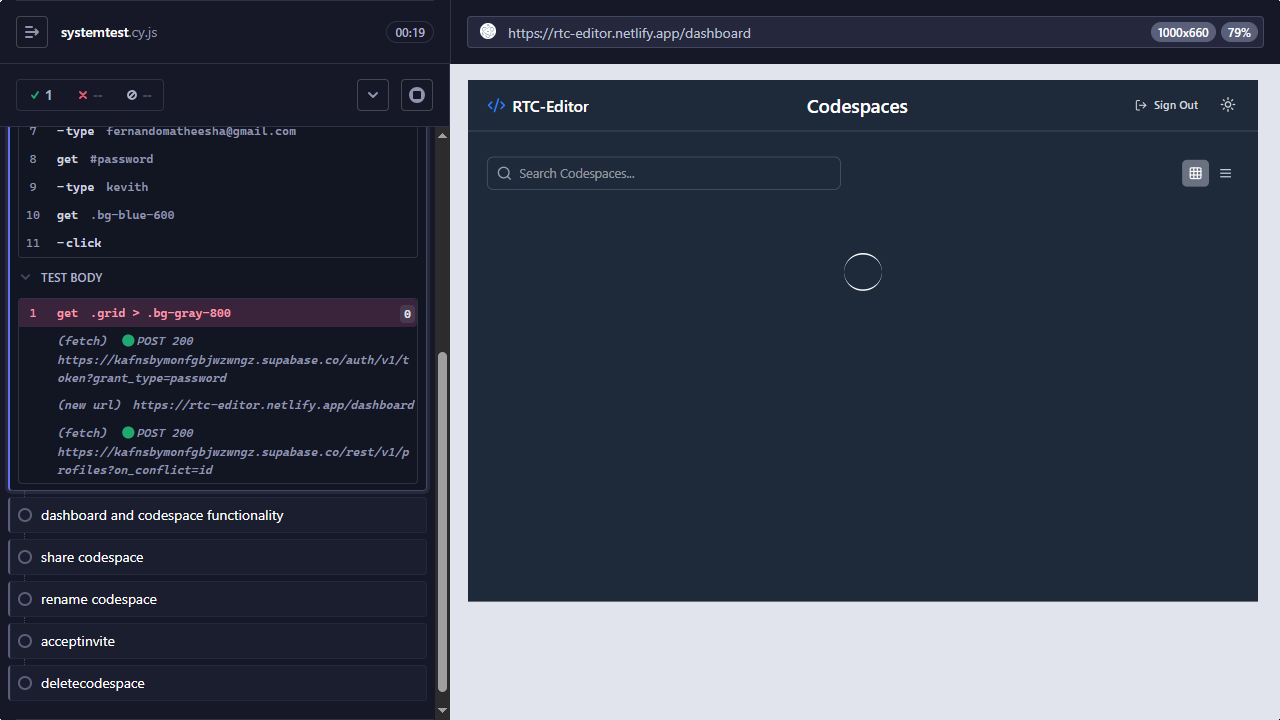 systemtest.cy.js 00:19
1 -- --
7 -type fernandomatheesha@gmail.com
8 get #password
9 -type kevith
10 get .bg-blue-600
11 -click
TEST BODY
1 get .grid > .bg-gray-800 0
(fetch) POST 200
https://kafnsbymonfgbjwzwngz.supabase.co/auth/v1/t
oken?grant_type=password
(new url) https://rtc-editor.netlify.app/dashboard
(fetch) POST 200
https://kafnsbymonfgbjwzwngz.supabase.co/rest/v1/p
rofiles?on_conflict=id
dashboard and codespace functionality
share codespace
rename codespace
acceptinvite
deletecodespace
https://rtc-editor.netlify.app/dashboard 1000x660 79%
</> RTC-Editor Codespaces Sign Out
Search Codespaces...